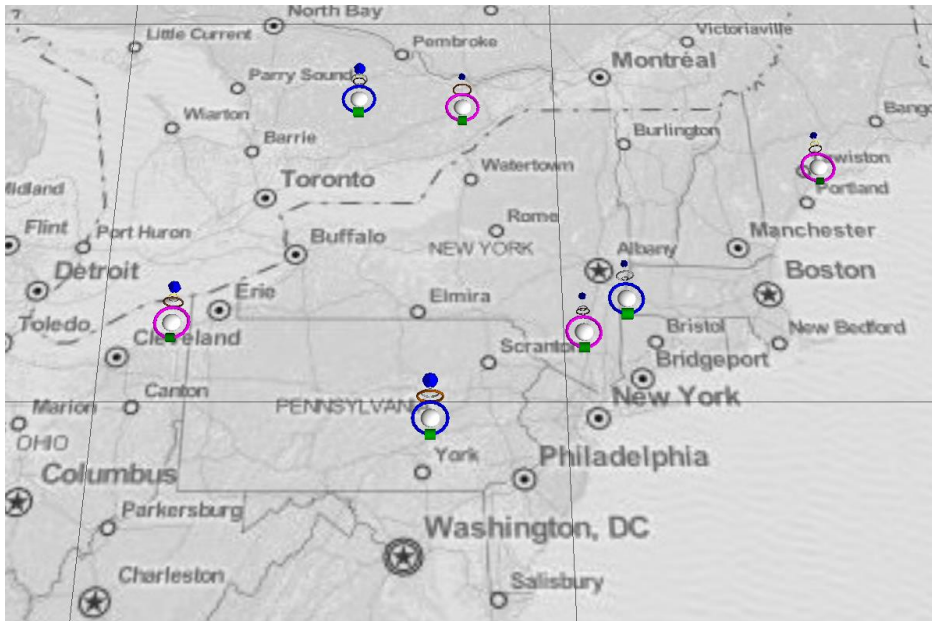 North Bay
Little Current
Pembroke
Victoriaville
Montréal
Parry Sound
Wiarton
Barrie
Burlington
Bango
Midland
Toronto
Watertown
ewiston
Portland
Flint
Port Huron
Buffalo
Rome
NEW YORK
Albany
Manchester
Detroit
Erie
Elmira
Boston
Toledo
Cleveland
Scranton
Bristol
New Bedford
Bridgeport
Canton
Marion
PENNSYLVAN
New York
OHIO
York
Philadelphia
Columbus
Parkersburg
Washington, DC
Charleston
Salisbury